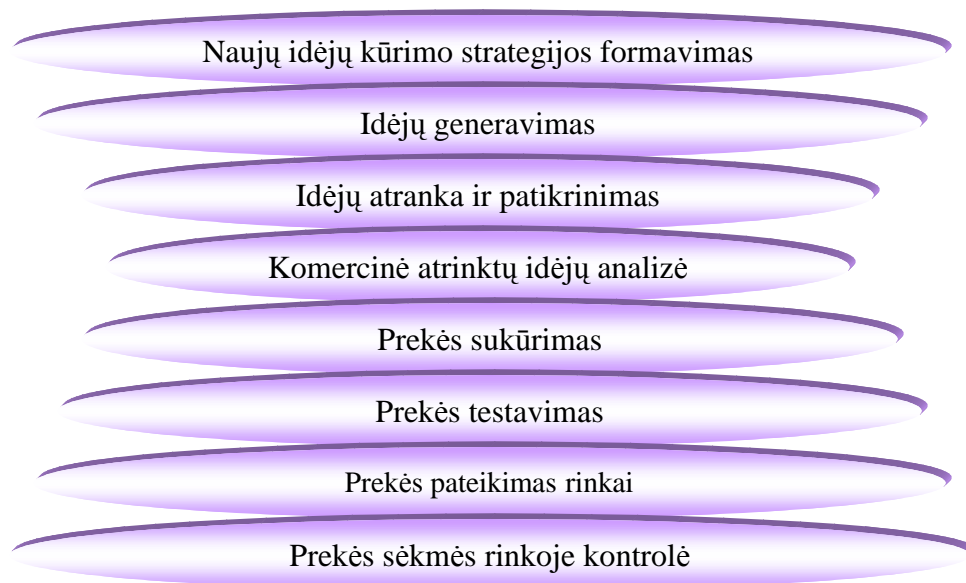 Naujų idėjų kūrimo strategijos formavimas
Idėjų generavimas
Idėjų atranka ir patikrinimas
Komercinė atrinktų idėjų analizė
Prekės sukūrimas
Prekės testavimas
Prekės pateikimas rinkai
Prekės sėkmės rinkoje kontrolė